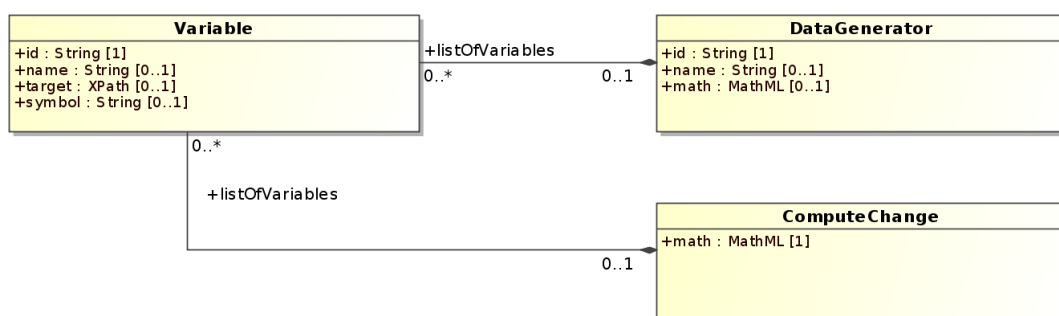 Variable
+id : String [1]
+name : String [0..1]
+target : XPath [0..1]
+symbol : String [0..1]
+listOfVariables
0..*
0..1
DataGenerator
+id : String [1]
+name : String [0..1]
+math : MathML [0..1]
0..*
+listOfVariables
0..1
ComputeChange
+math : MathML [1]